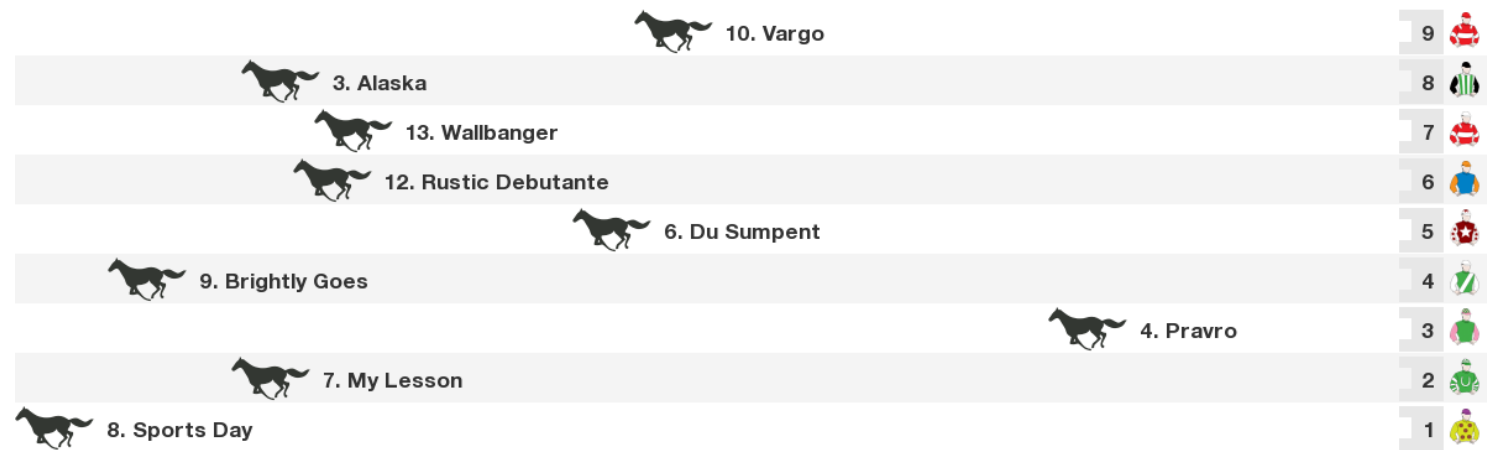 10. Vargo 9
3. Alaska 8
13. Wallbanger 7
12. Rustic Debutante 6
6. Du Sumpent 5
9. Brightly Goes 4
4. Pravro 3
7. My Lesson 2
8. Sports Day 1